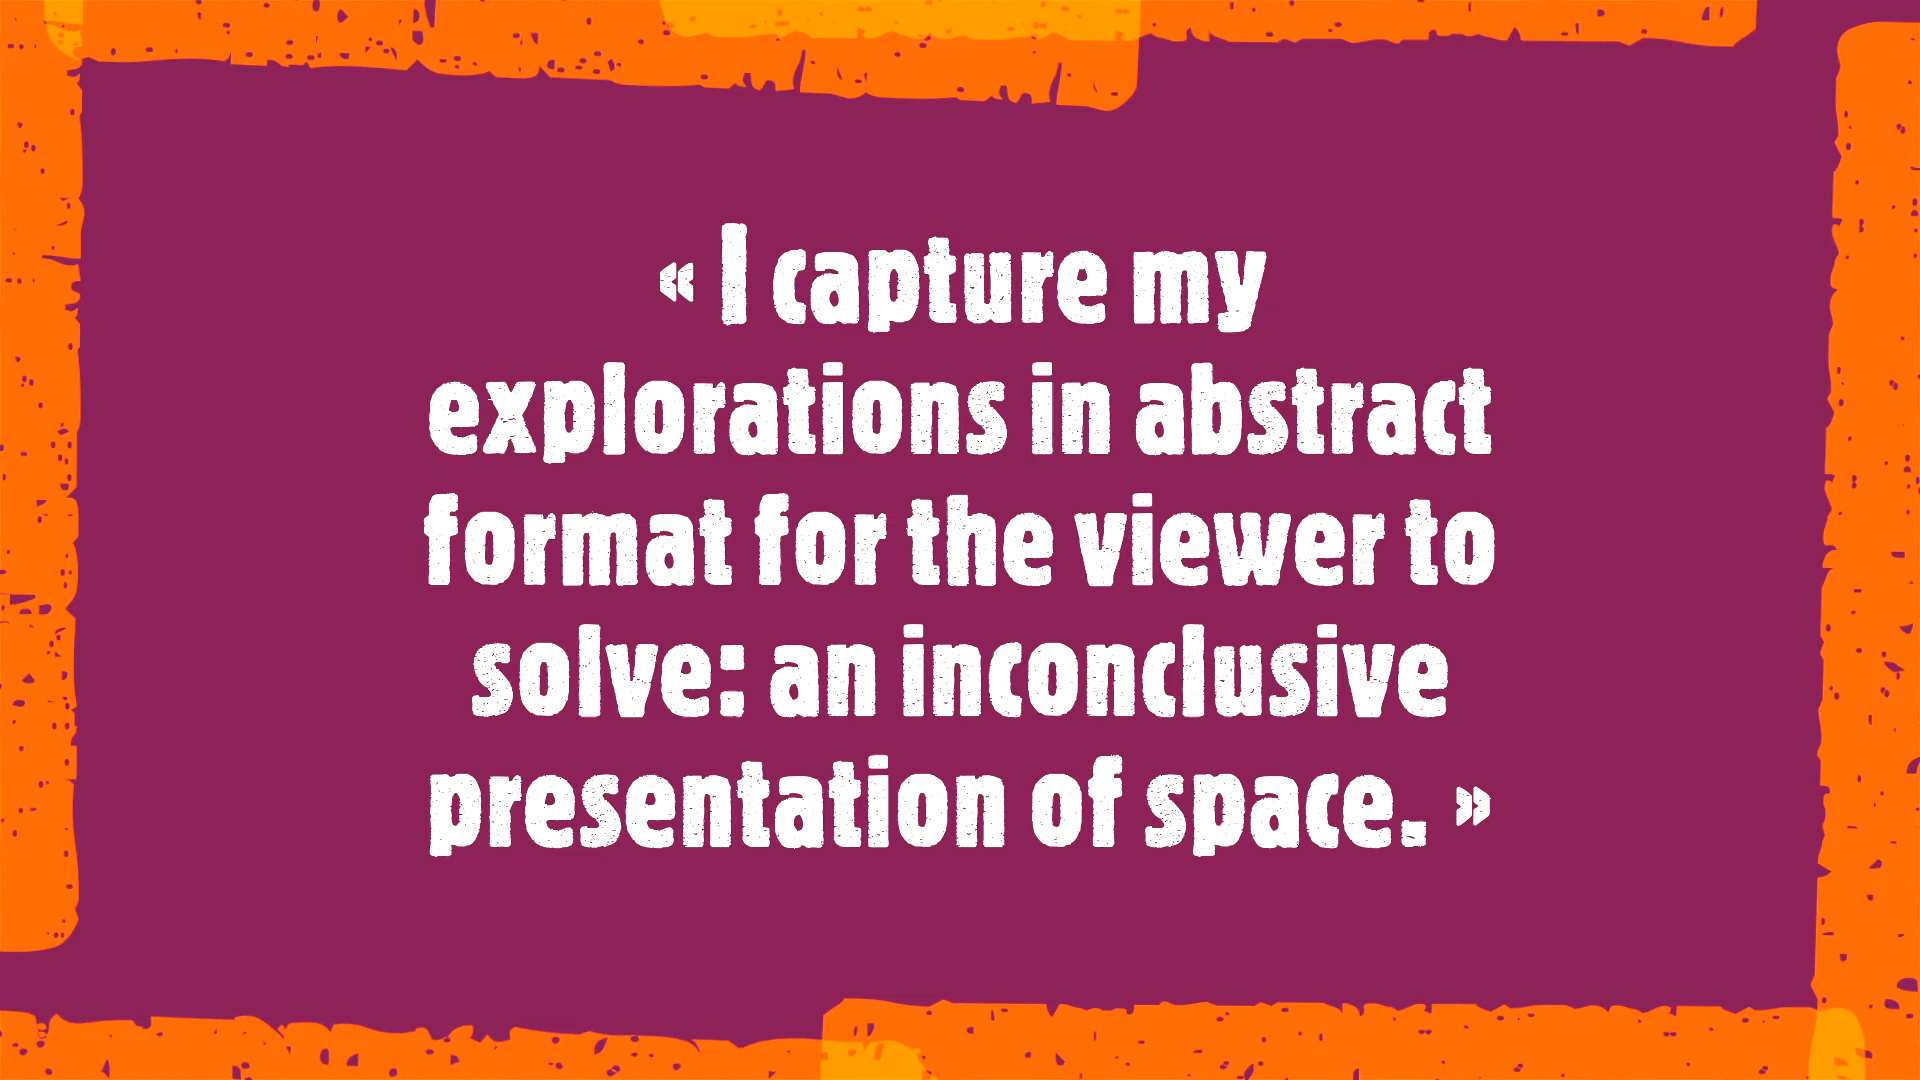 « I capture my
explorations in abstract
format for the viewer to
solve: an inconclusive
presentation of space. »